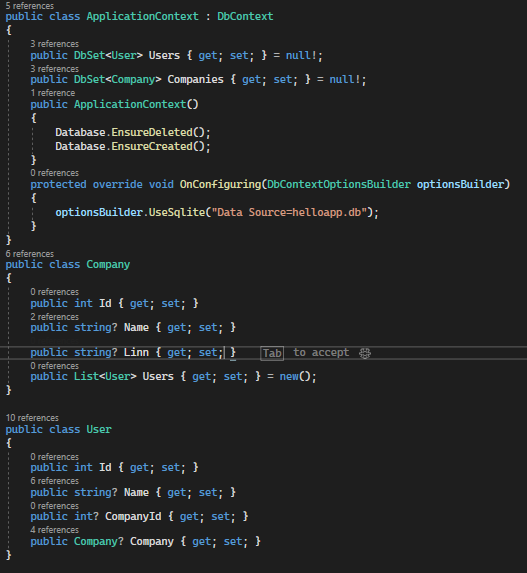 5 references
public class ApplicationContext : DbContext
{
3 references
public DbSet<User> Users { get; set; } = null!;
3 references
public DbSet<Company> Companies { get; set; } = null!;
1 reference
public ApplicationContext()
{
Database.EnsureDeleted();
Database.EnsureCreated();
}
0 references
protected override void OnConfiguring(DbContextOptionsBuilder optionsBuilder)
{
optionsBuilder.UseSqlite("Data Source=helloapp.db");
}
}
6 references
public class Company
{
0 references
public int Id { get; set; }
2 references
public string? Name { get; set; }
public string? Linn { get; set; } Tab to accept
0 references
public List<User> Users { get; set; } = new();
}
10 references
public class User
{
0 references
public int Id { get; set; }
6 references
public string? Name { get; set; }
0 references
public int? CompanyId { get; set; }
4 references
public Company? Company { get; set; }
}